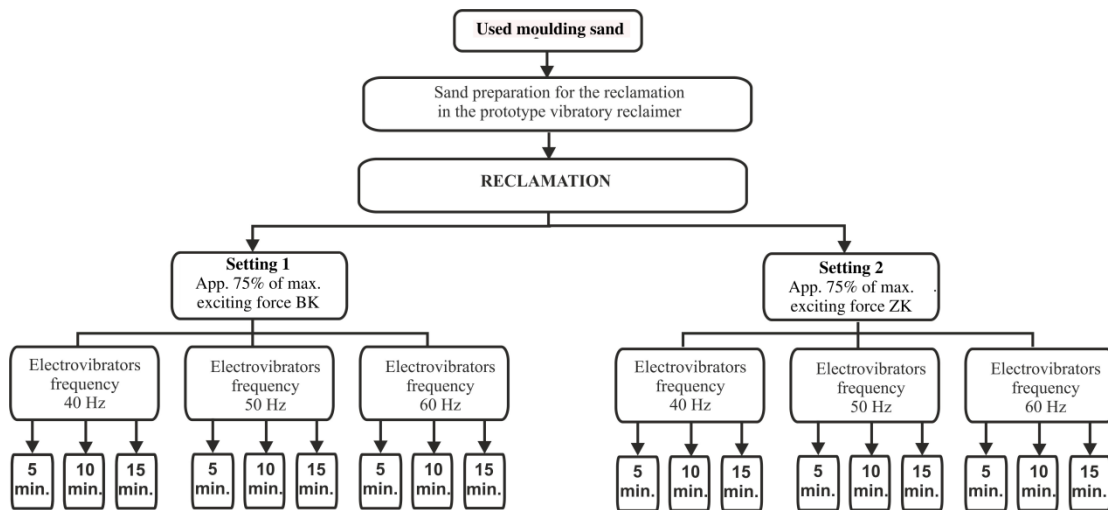 Used moulding sand
Sand preparation for the reclamation
in the prototype vibratory reclaimer
RECLAMATION
Setting 1
App. 75% of max.
exciting force BK
Setting 2
App. 75% of max.
exciting force ZK
Electrovibrators
frequency
40 Hz
Electrovibrators
frequency
50 Hz
Electrovibrators
frequency
60 Hz
Electrovibrators
frequency
40 Hz
Electrovibrators
frequency
50 Hz
Electrovibrators
frequency
60 Hz
5
min.
10
min.
15
min.
5
min.
10
min.
15
min.
5
min.
10
min.
15
min.
5
min.
10
min.
15
min.
5
min.
10
min.
15
min.
5
min.
10
min.
15
min.